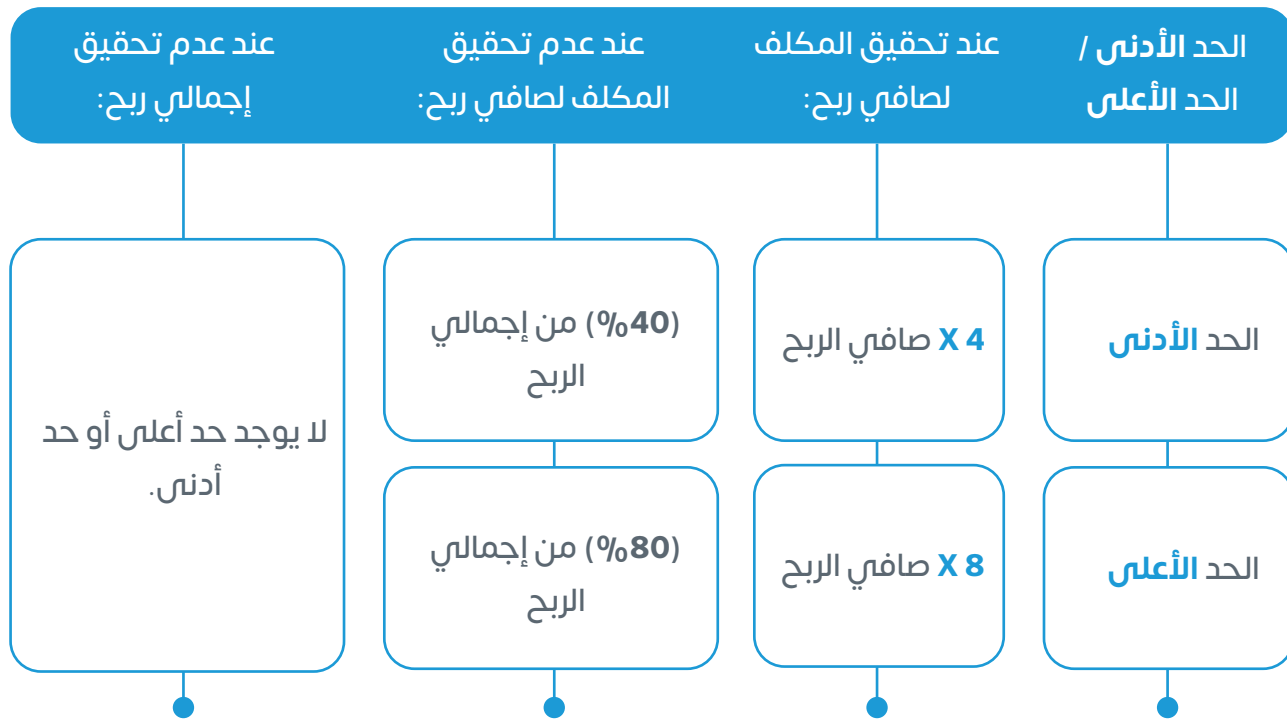 الحد الأدنى /
الحد الأعلى
عند تحقيق المكلف
لصافي ربح:
عند عدم تحقيق
المكلف لصافي ربح:
عند عدم تحقيق
إجمالي ربح:
الحد الأدنى
4 X صافي الربح
(40%) من إجمالي
الربح
لا يوجد حد أعلى أو حد
أدنى.
الحد الأعلى
8 X صافي الربح
(80%) من إجمالي
الربح